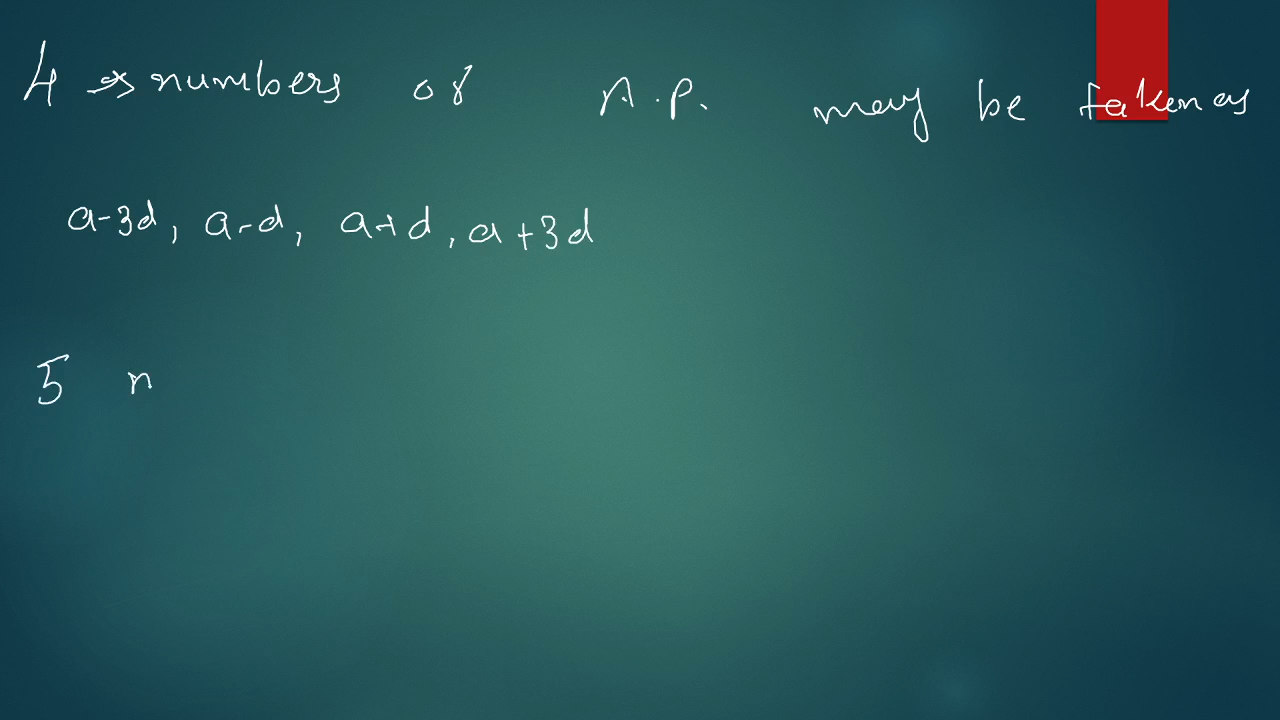 4 → numbers of A.P. may be taken as
a-3d, a-d, a+d, a+3d
5 n